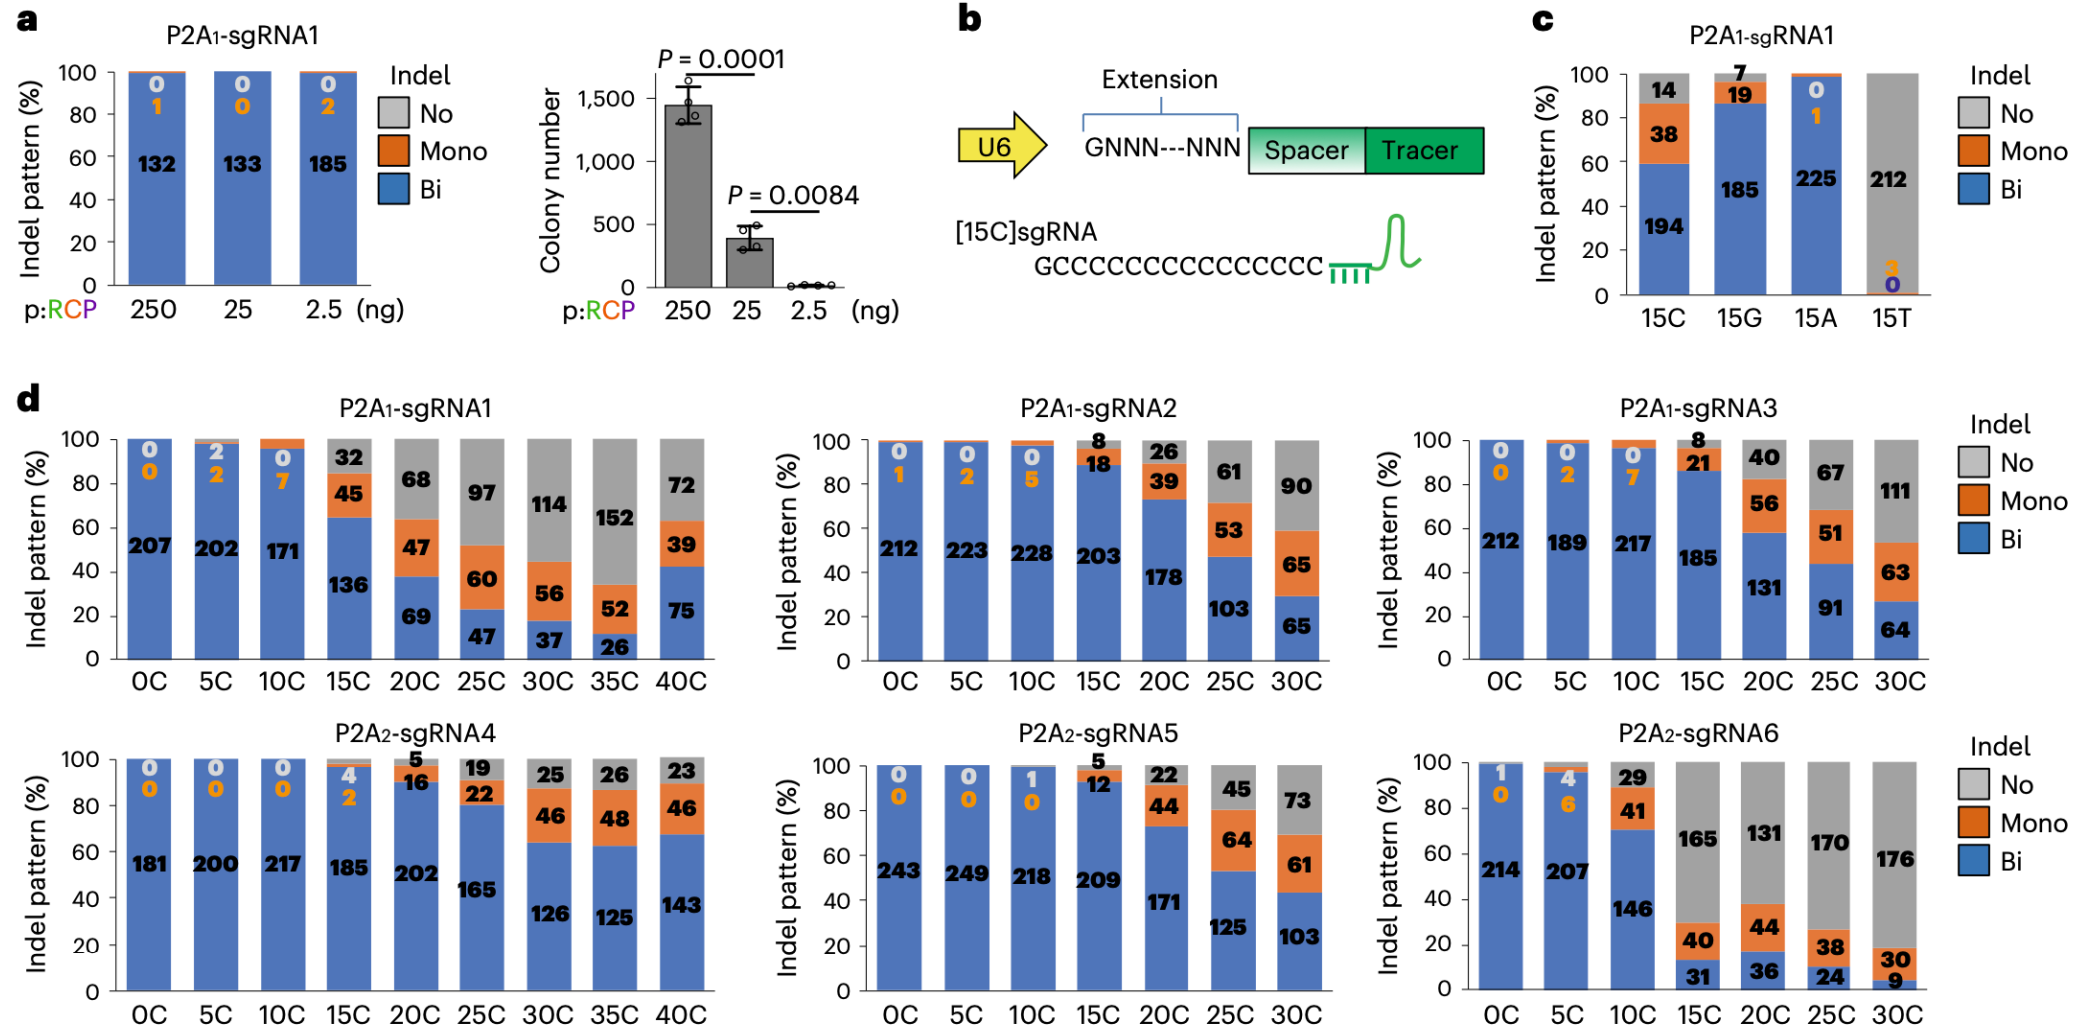 a
P2A1-sgRNA1
Indel pattern (%)
100
80
60
40
20
0
0 0 0
1 0 2
132 133 185
p:RCP 250 25 2.5 (ng)
Indel
No
Mono
Bi
Colony number
1,500
1,000
500
0
P = 0.0001
P = 0.0084
p:RCP 250 25 2.5 (ng)
b
Extension
U6 GNNN---NNN Spacer Tracer
[15C]sgRNA
GCCCCCCCCCCCCCCC
c
P2A1-sgRNA1
Indel pattern (%)
100
80
60
40
20
0
14 7 0 212
38 19 1 3
194 185 225 0
15C 15G 15A 15T
Indel
No
Mono
Bi
d
P2A1-sgRNA1
Indel pattern (%)
100
80
60
40
20
0
0 2 0 32 68 97 114 152 72
0 2 7 45 47 60 56 52 39
207 202 171 136 69 47 37 26 75
0C 5C 10C 15C 20C 25C 30C 35C 40C
P2A1-sgRNA2
Indel pattern (%)
100
80
60
40
20
0
0 0 0 8 26 61 90
1 2 5 18 39 53 65
212 223 228 203 178 103 65
0C 5C 10C 15C 20C 25C 30C
P2A1-sgRNA3
Indel pattern (%)
100
80
60
40
20
0
0 0 0 8 40 67 111
0 2 7 21 56 51 63
212 189 217 185 131 91 64
0C 5C 10C 15C 20C 25C 30C
Indel
No
Mono
Bi
P2A2-sgRNA4
Indel pattern (%)
100
80
60
40
20
0
0 0 0 4 5 19 25 26 23
0 0 0 2 16 22 46 48 46
181 200 217 185 202 165 126 125 143
0C 5C 10C 15C 20C 25C 30C 35C 40C
P2A2-sgRNA5
Indel pattern (%)
100
80
60
40
20
0
0 0 1 5 22 45 73
0 0 0 12 44 64 61
243 249 218 209 171 125 103
0C 5C 10C 15C 20C 25C 30C
P2A2-sgRNA6
Indel pattern (%)
100
80
60
40
20
0
1 4 29 165 131 170 176
0 6 41 40 44 38 30
214 207 146 31 36 24 9
0C 5C 10C 15C 20C 25C 30C
Indel
No
Mono
Bi